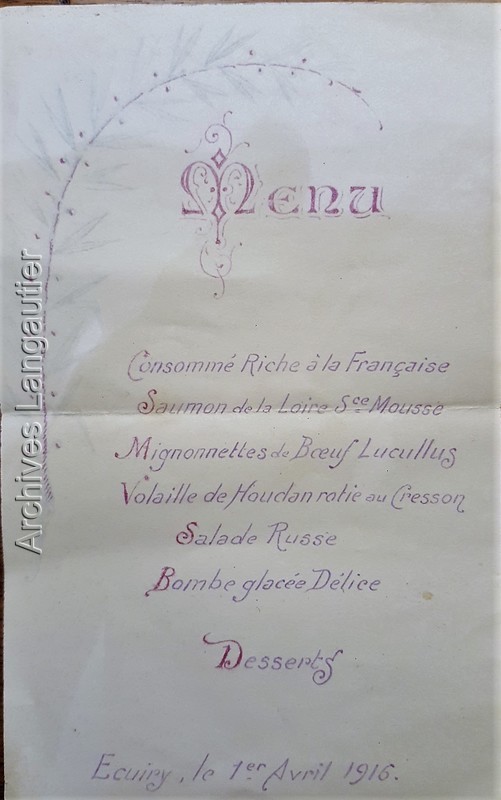 Menu
Consommé Riche à la Française
Saumon de la Loire Sce Mousse
Mignonnettes de Bœuf Lucullus
Volaille de Houdan rotie au Cresson
Salade Russe
Bombe glacée Délice
Desserts
Ecuiry, le 1er Avril 1916.
Archives Langautier